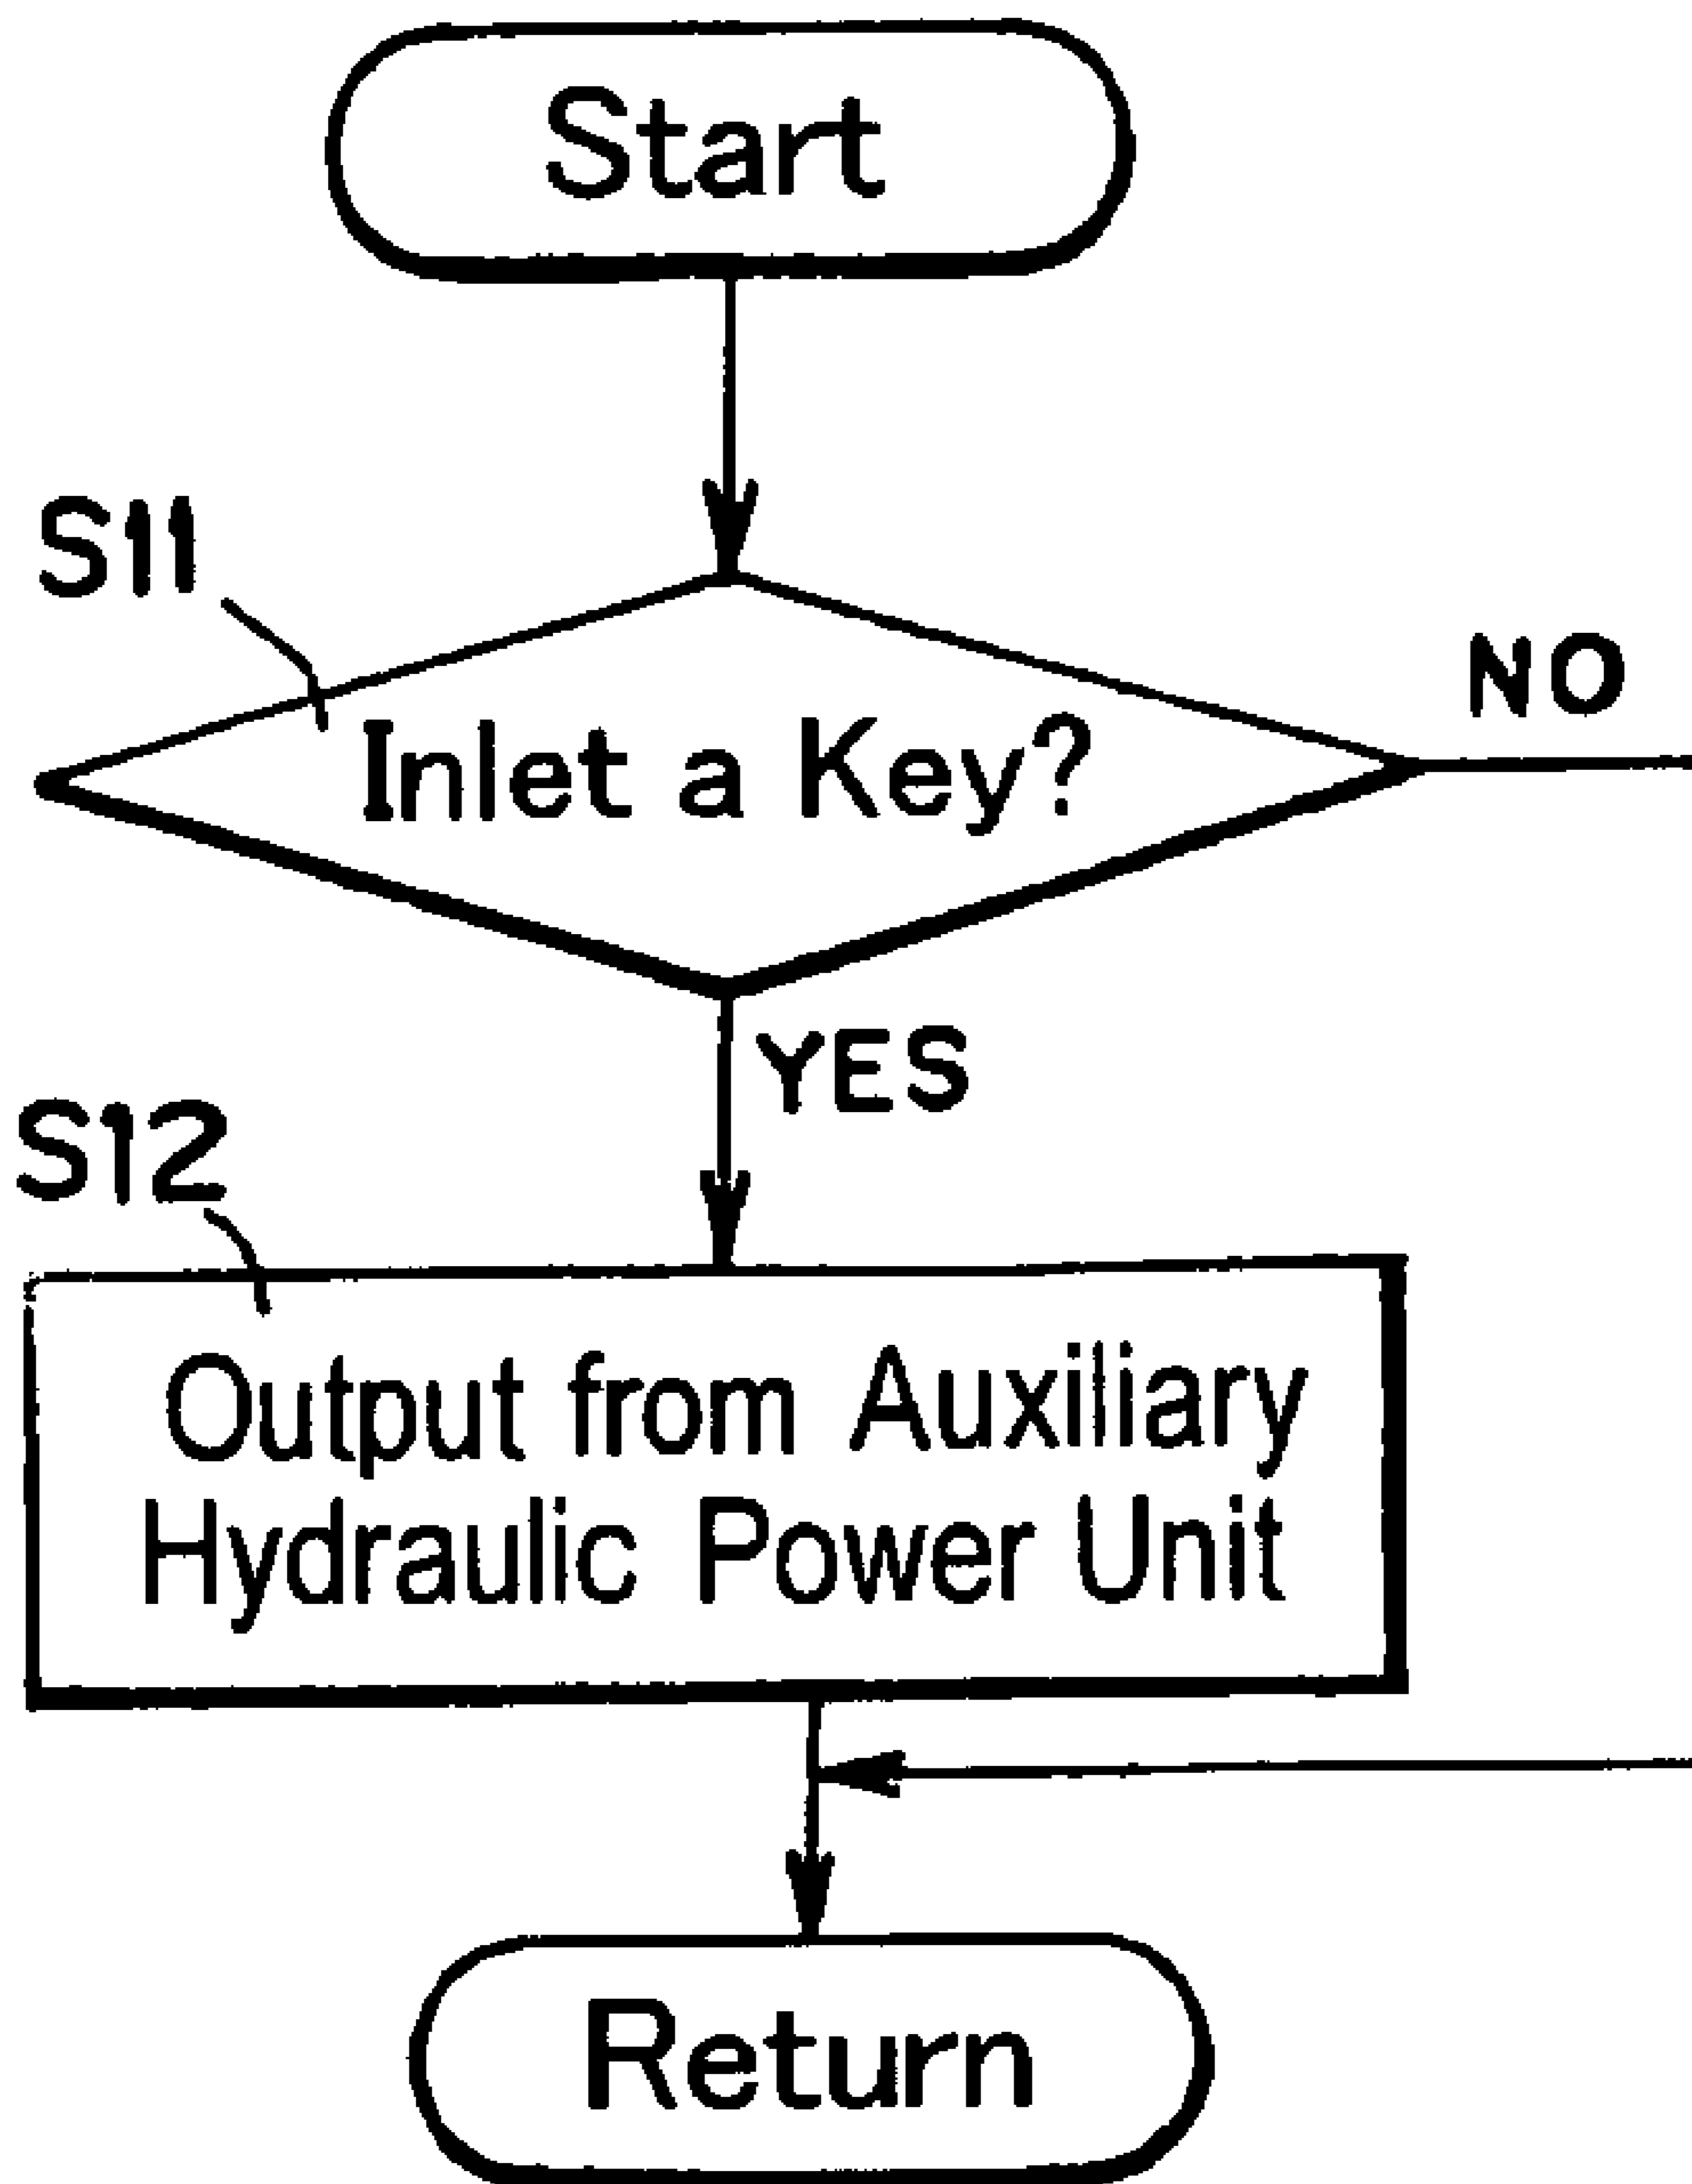 Start
S11
NO
Inlet a Key?
YES
S12
Output from Auxiliary
Hydraulic Power Unit
Return